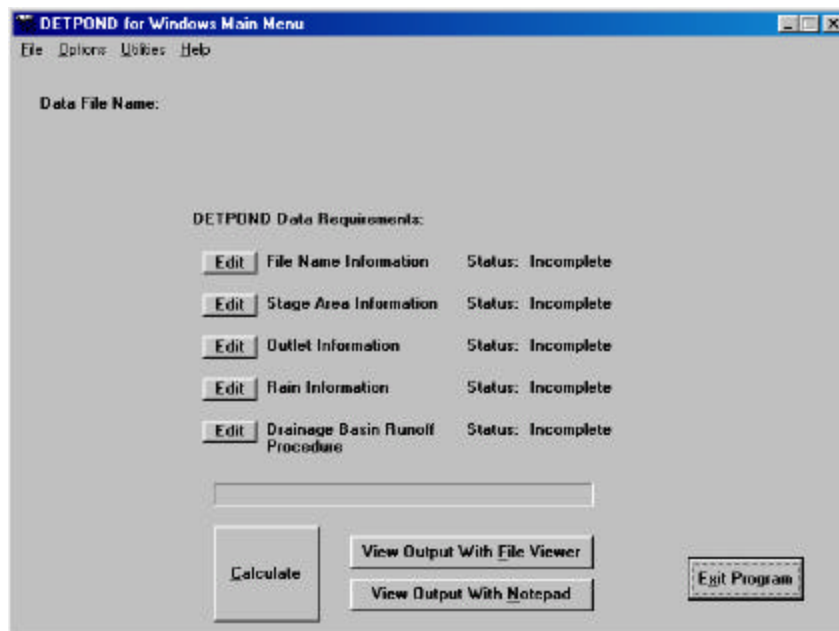 DETPOND for Windows Main Menu
File Options Utilities Help
Data File Name:
DETPOND Data Requirements:
Edit File Name Information Status: Incomplete
Edit Stage Area Information Status: Incomplete
Edit Outlet Information Status: Incomplete
Edit Rain Information Status: Incomplete
Edit Drainage Basin Runoff Status: Incomplete
Procedure
View Output With File Viewer
Calculate
View Output With Notepad
Exit Program